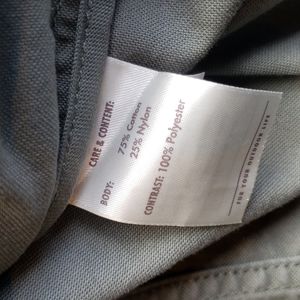 CARE & CONTENT:
BODY: 75% Cotton
25% Nylon
CONTRAST: 100% Polyester
FOR YOUR OUTDOOR LIFE